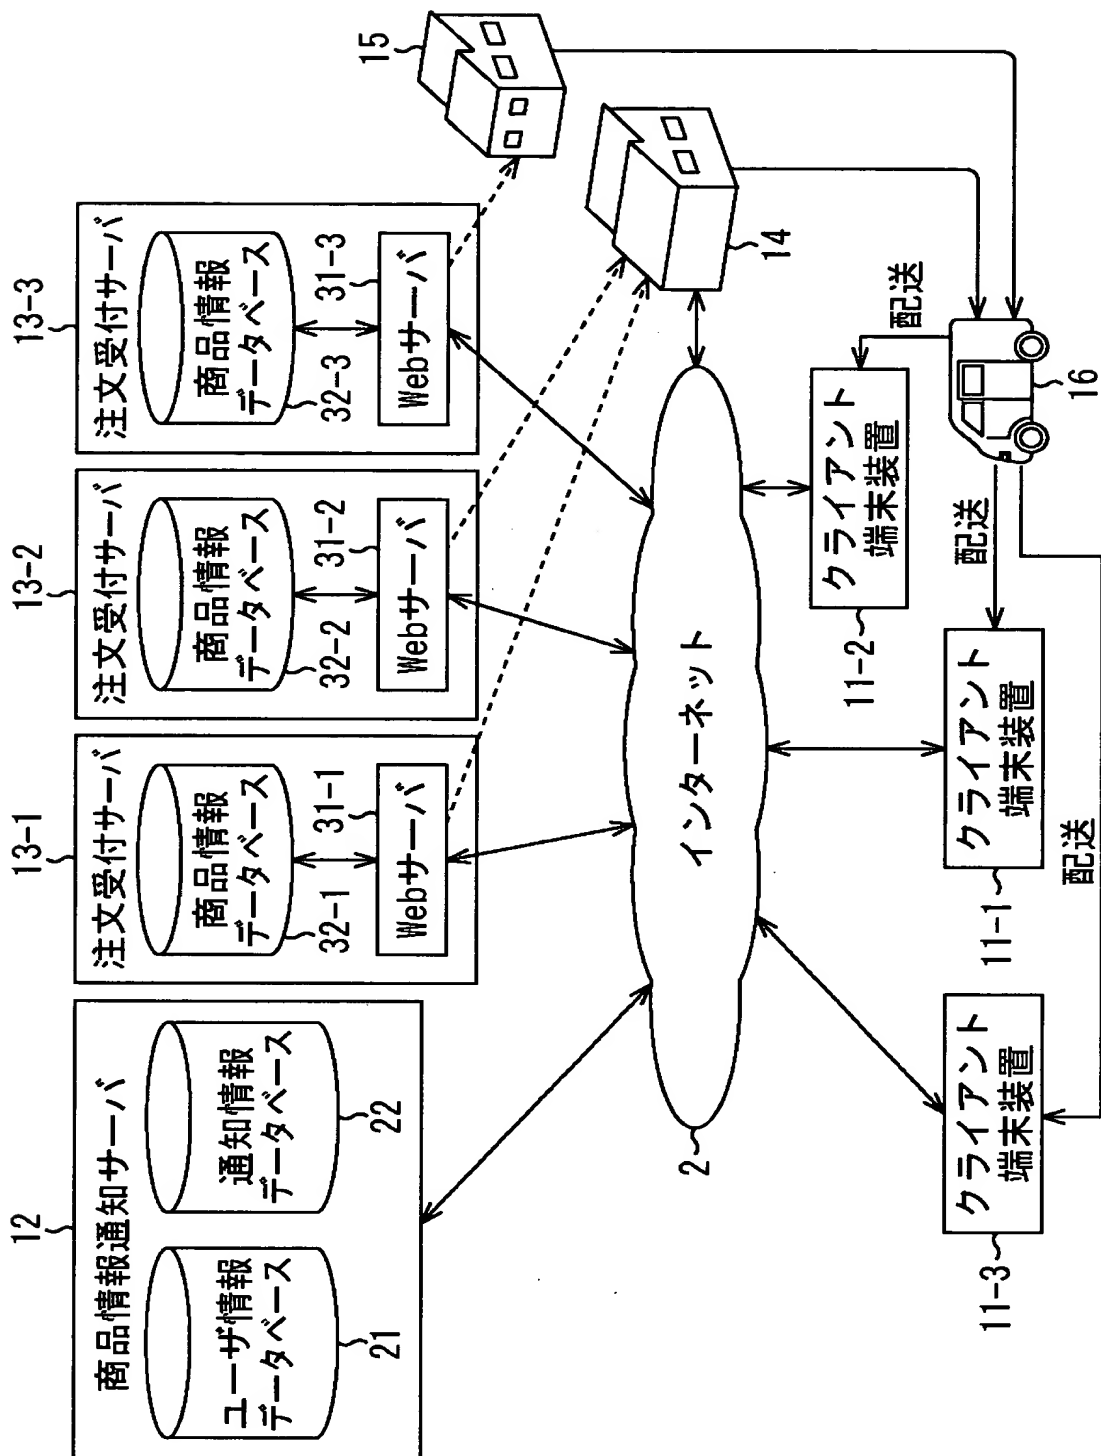 12
商品情報通知サーバ
ユーザ情報
データベース
21
通知情報
データベース
22
13-1
注文受付サーバ
商品情報
データベース
32-1
31-1
Webサーバ
13-2
注文受付サーバ
商品情報
データベース
32-2
31-2
Webサーバ
13-3
注文受付サーバ
商品情報
データベース
32-3
31-3
Webサーバ
15
14
2
インターネット
クライアント
端末装置
11-3
クライアント
端末装置
11-1
クライアント
端末装置
11-2
配送
配送
配送
16